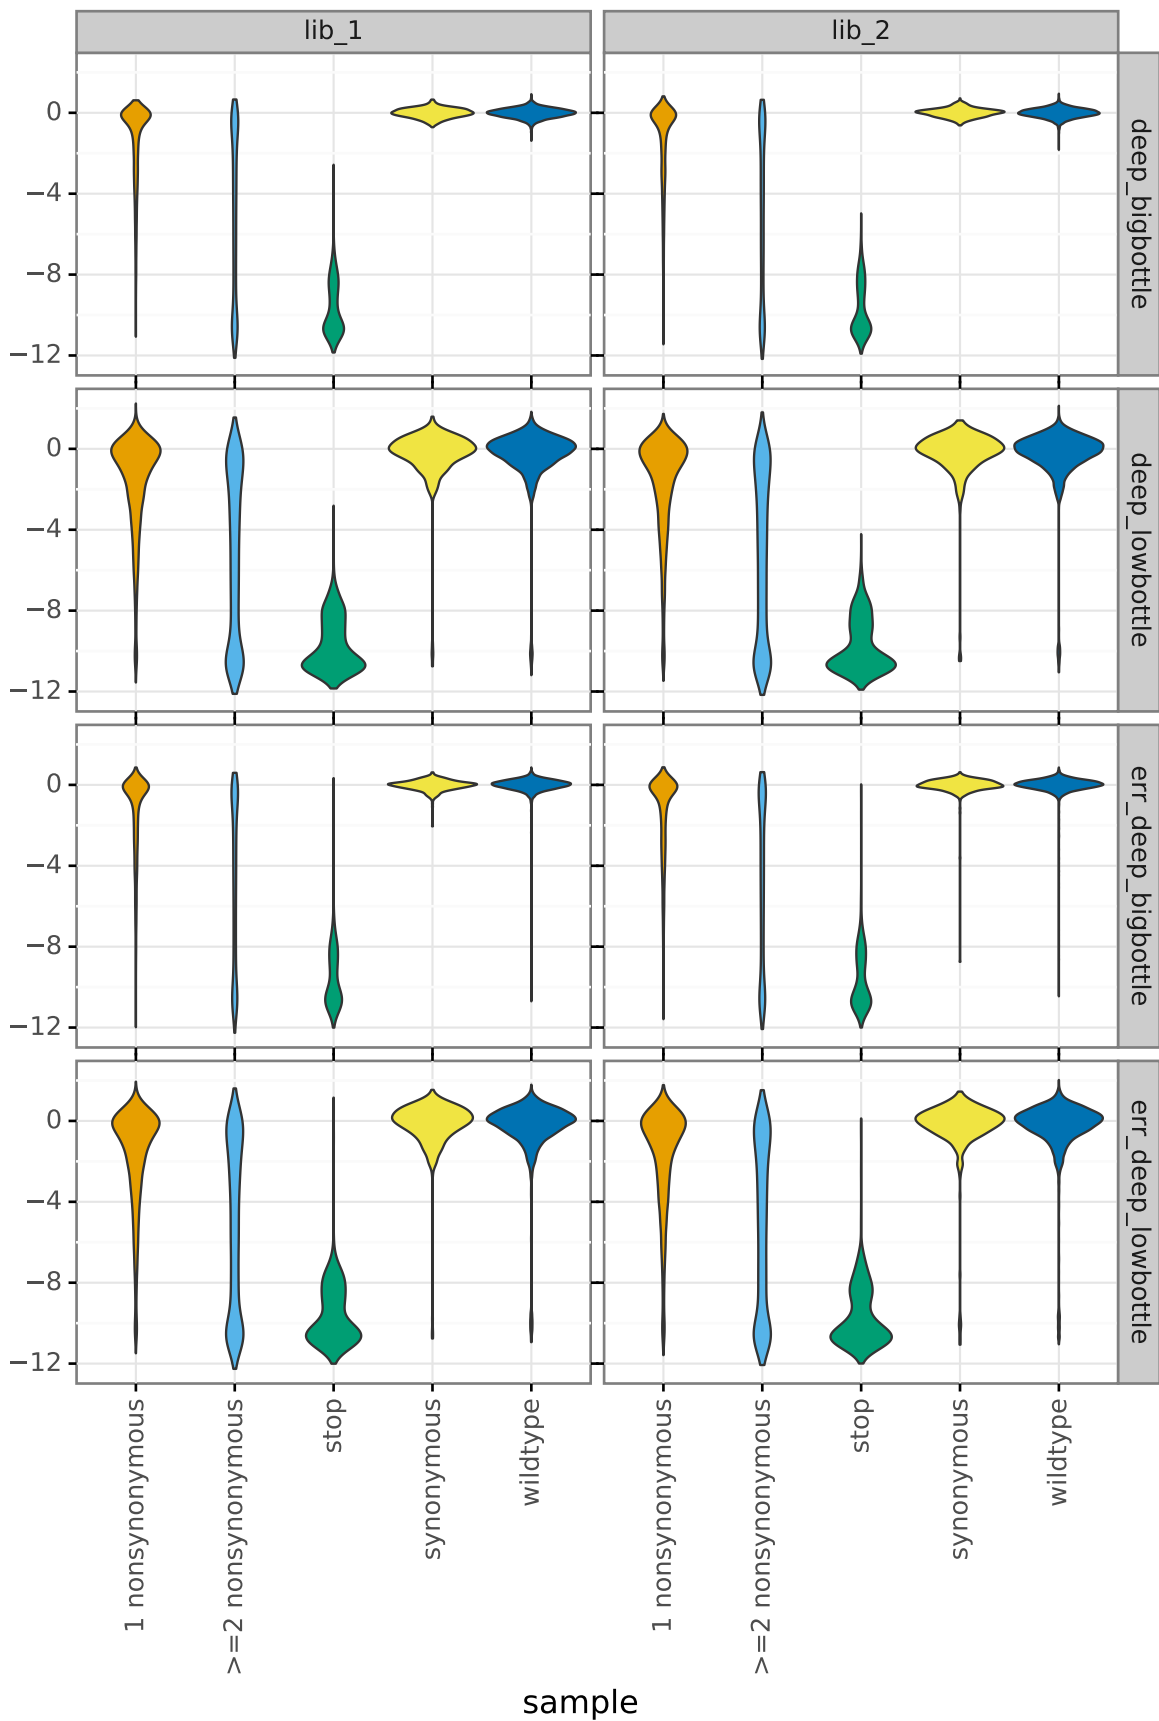 lib_1
lib_2
0
−4
−8
−12
deep_bigbottle
0
−4
−8
−12
deep_lowbottle
0
−4
−8
−12
err_deep_bigbottle
0
−4
−8
−12
err_deep_lowbottle
1 nonsynonymous
>=2 nonsynonymous
stop
synonymous
wildtype
1 nonsynonymous
>=2 nonsynonymous
stop
synonymous
wildtype
sample